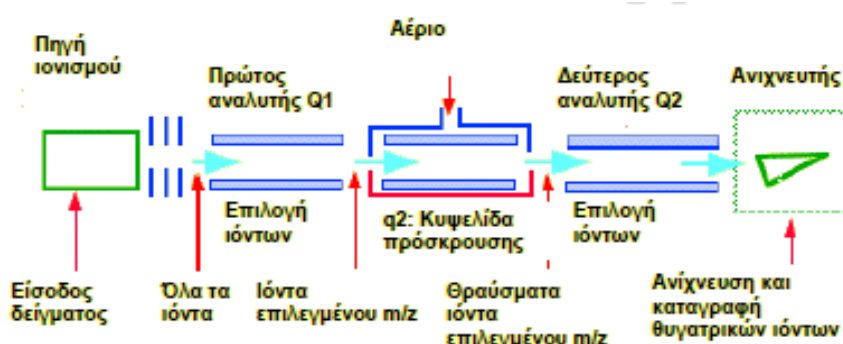 Πηγή
ιονισμού
Αέριο
Πρώτος
αναλυτής Q1
Δεύτερος
αναλυτής Q2
Ανιχνευτής
Επιλογή
ιόντων
q2: Κυψελίδα
πρόσκρουσης
Επιλογή
ιόντων
Είσοδος
δείγματος
Όλα τα
ιόντα
Ιόντα
επιλεγμένου m/z
Θραύσματα
ιόντα
επιλεγμένου m/z
Ανίχνευση και
καταγραφή
θυγατρικών ιόντων